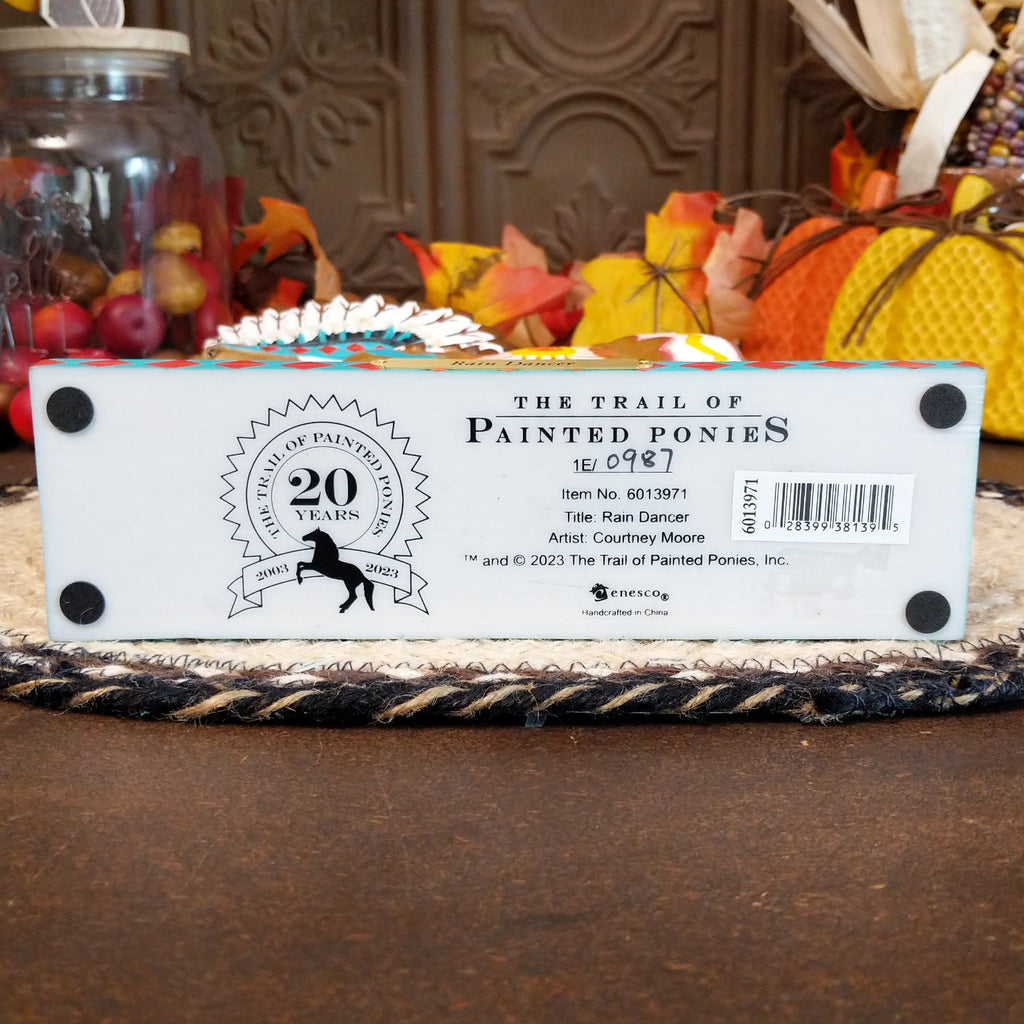 Rain Dancer
THE TRAIL OF PAINTED PONIES
20
YEARS
2003 2023
THE TRAIL OF
PAINTED PONIES
1E/ 0987
Item No. 6013971
Title: Rain Dancer
Artist: Courtney Moore
™ and © 2023 The Trail of Painted Ponies, Inc.
enesco®
Handcrafted in China
6013971
0 28399 38139 5